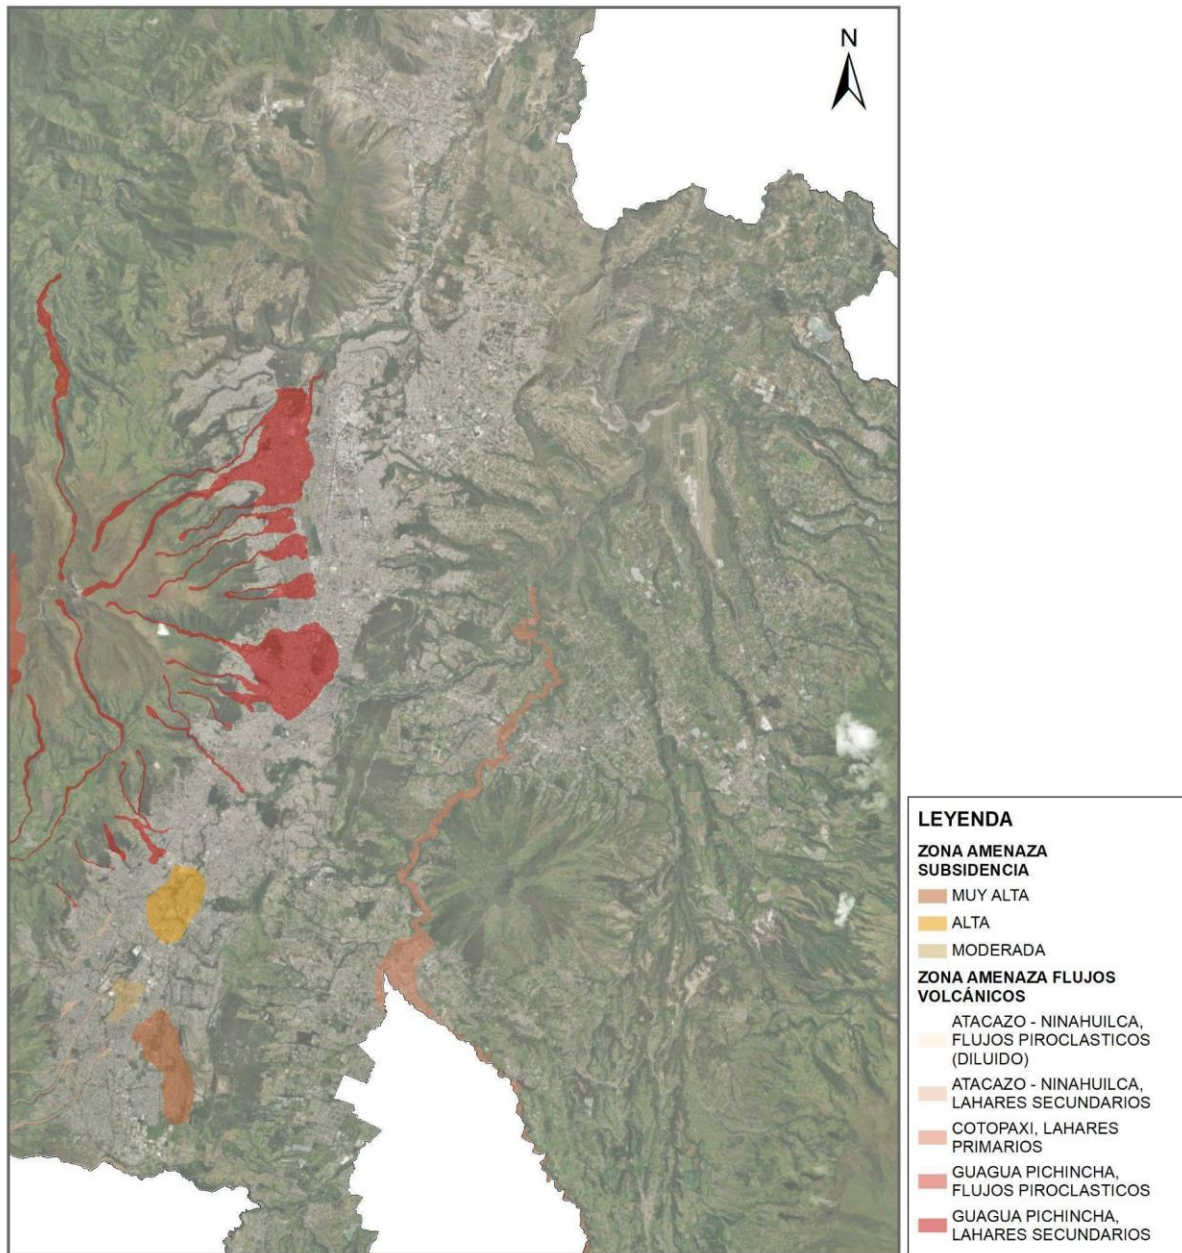 N
LEYENDA
ZONA AMENAZA
SUBSIDENCIA
MUY ALTA
ALTA
MODERADA
ZONA AMENAZA FLUJOS
VOLCÁNICOS
ATACAZO - NINAHUILCA,
FLUJOS PIROCLASTICOS
(DILUIDO)
ATACAZO - NINAHUILCA,
LAHARES SECUNDARIOS
COTOPAXI, LAHARES
PRIMARIOS
GUAGUA PICHINCHA,
FLUJOS PIROCLASTICOS
GUAGUA PICHINCHA,
LAHARES SECUNDARIOS